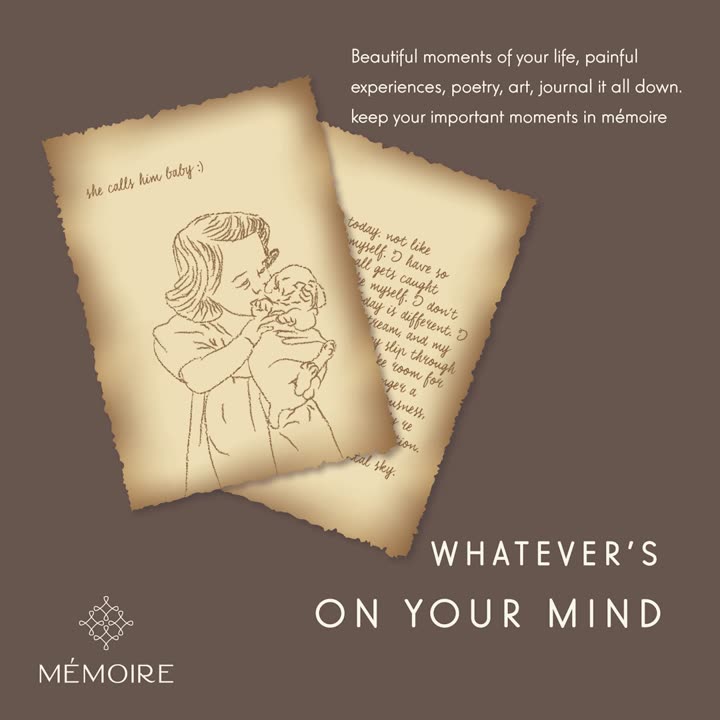 Beautiful moments of your life, painful
experiences, poetry, art, journal it all down.
keep your important moments in mémoire
she calls him baby :)
today. not like
myself. I have so
all gets caught
myself. I don't
day is different. I
and my
slip through
room for
a
re
sky.
WHATEVER'S
ON YOUR MIND
MÉMOIRE